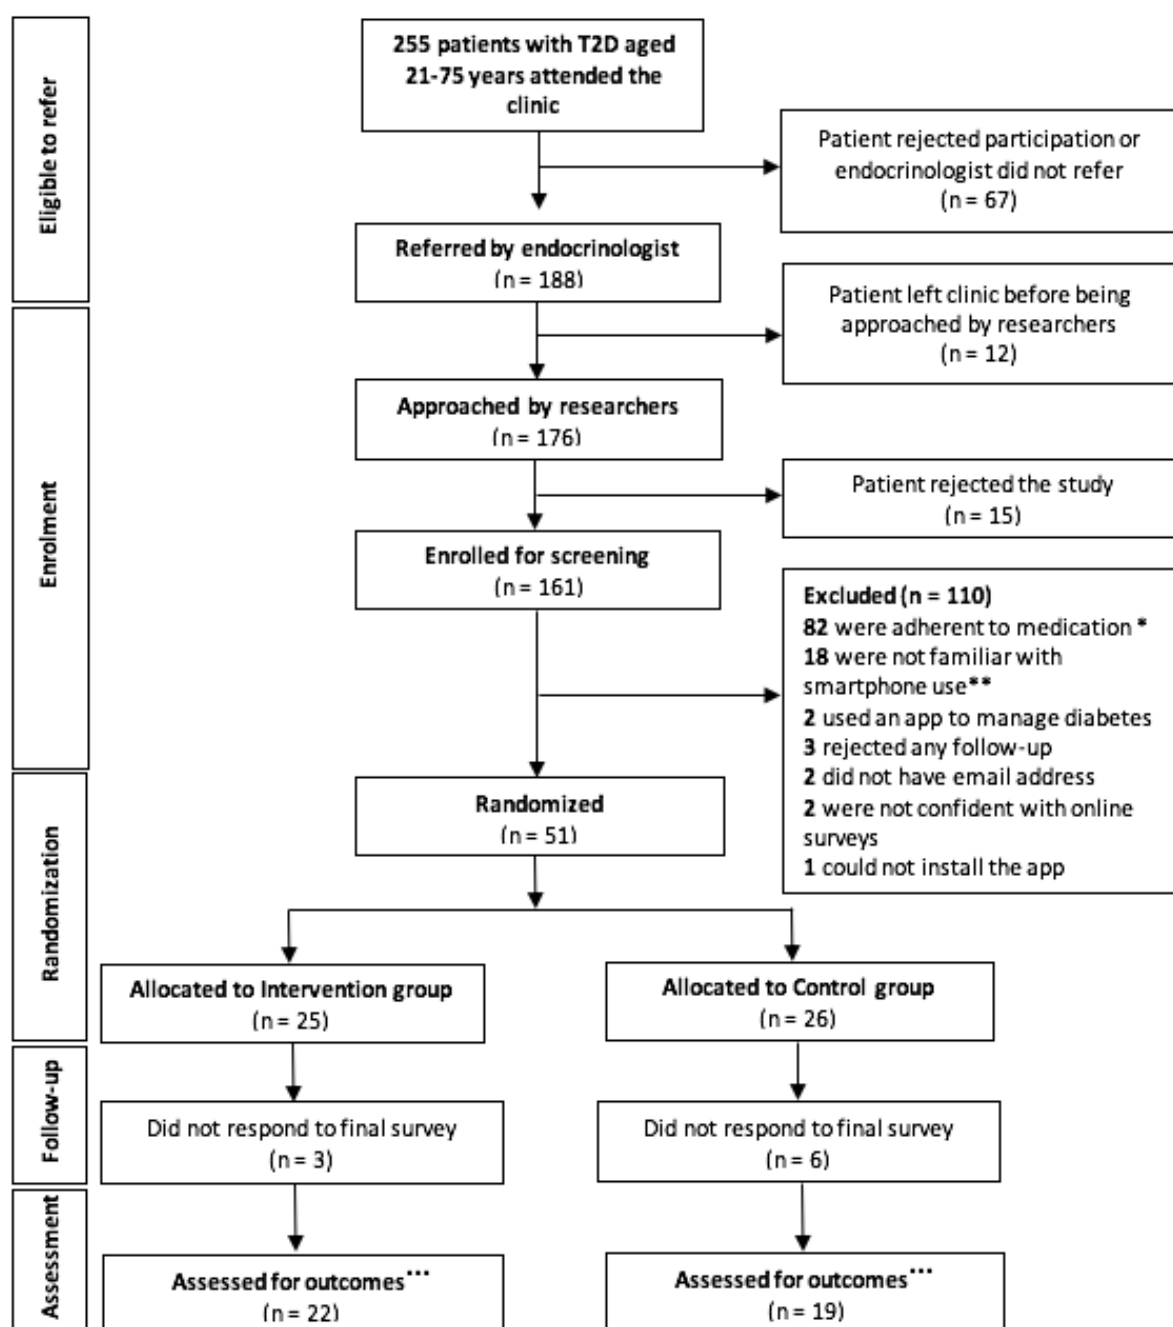 255 patients with T2D aged
21-75 years attended the
clinic
Eligible to refer
Patient rejected participation or
endocrinologist did not refer
(n = 67)
Referred by endocrinologist
(n = 188)
Patient left clinic before being
approached by researchers
(n = 12)
Enrolment
Approached by researchers
(n = 176)
Patient rejected the study
(n = 15)
Enrolled for screening
(n = 161)
Excluded (n = 110)
82 were adherent to medication *
18 were not familiar with
smartphone use**
2 used an app to manage diabetes
3 rejected any follow-up
2 did not have email address
2 were not confident with online
surveys
1 could not install the app
Randomization
Randomized
(n = 51)
Allocated to Intervention group
(n = 25)
Allocated to Control group
(n = 26)
Follow-up
Did not respond to final survey
(n = 3)
Did not respond to final survey
(n = 6)
Assessment
Assessed for outcomes***
(n = 22)
Assessed for outcomes***
(n = 19)